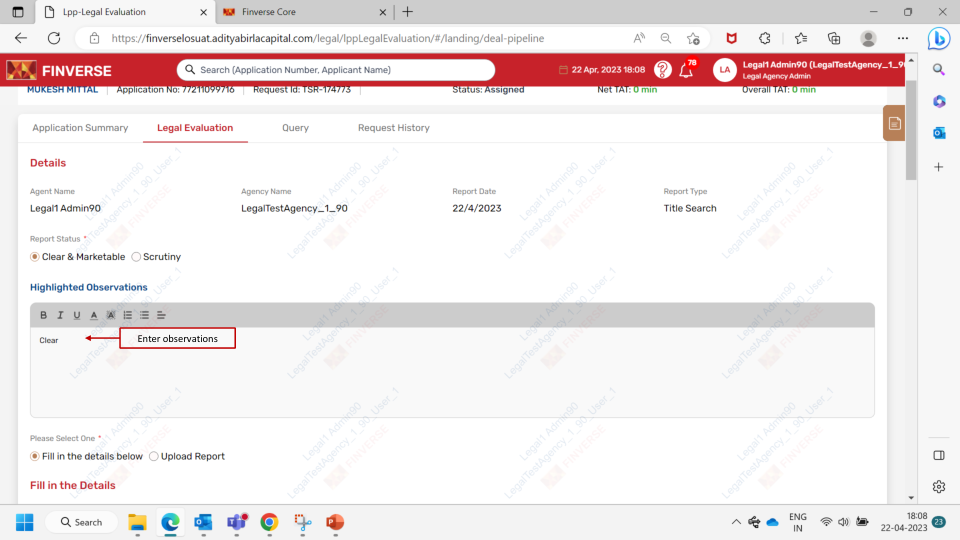 Lpp-Legal Evaluation
Finverse Core
https://finverselosuat.adityabirlacapital.com/legal/lppLegalEvaluation/#/landing/deal-pipeline
FINVERSE
Search (Application Number, Applicant Name)
22 Apr, 2023 18:08
78
LA
Legal1 Admin90 (LegalTestAgency_1_9
Legal Agency Admin
MUKESH MITTAL
Application No: 77211099716
Request Id: TSR-174773
Status: Assigned
Net TAT: 0 min
Overall TAT: 0 min
Application Summary
Legal Evaluation
Query
Request History
Details
Agent Name
Agency Name
Report Date
Report Type
Legal1 Admin90
LegalTestAgency_1_90
22/4/2023
Title Search
Report Status *
Clear & Marketable
Scrutiny
Highlighted Observations
B I U A A
Clear
Enter observations
Please Select One *
Fill in the details below
Upload Report
Fill in the Details
Legal1 Admin90
LegalTestAgency_1_90_User_1
FINVERSE
Search
ENG
IN
18:08
22-04-2023
23